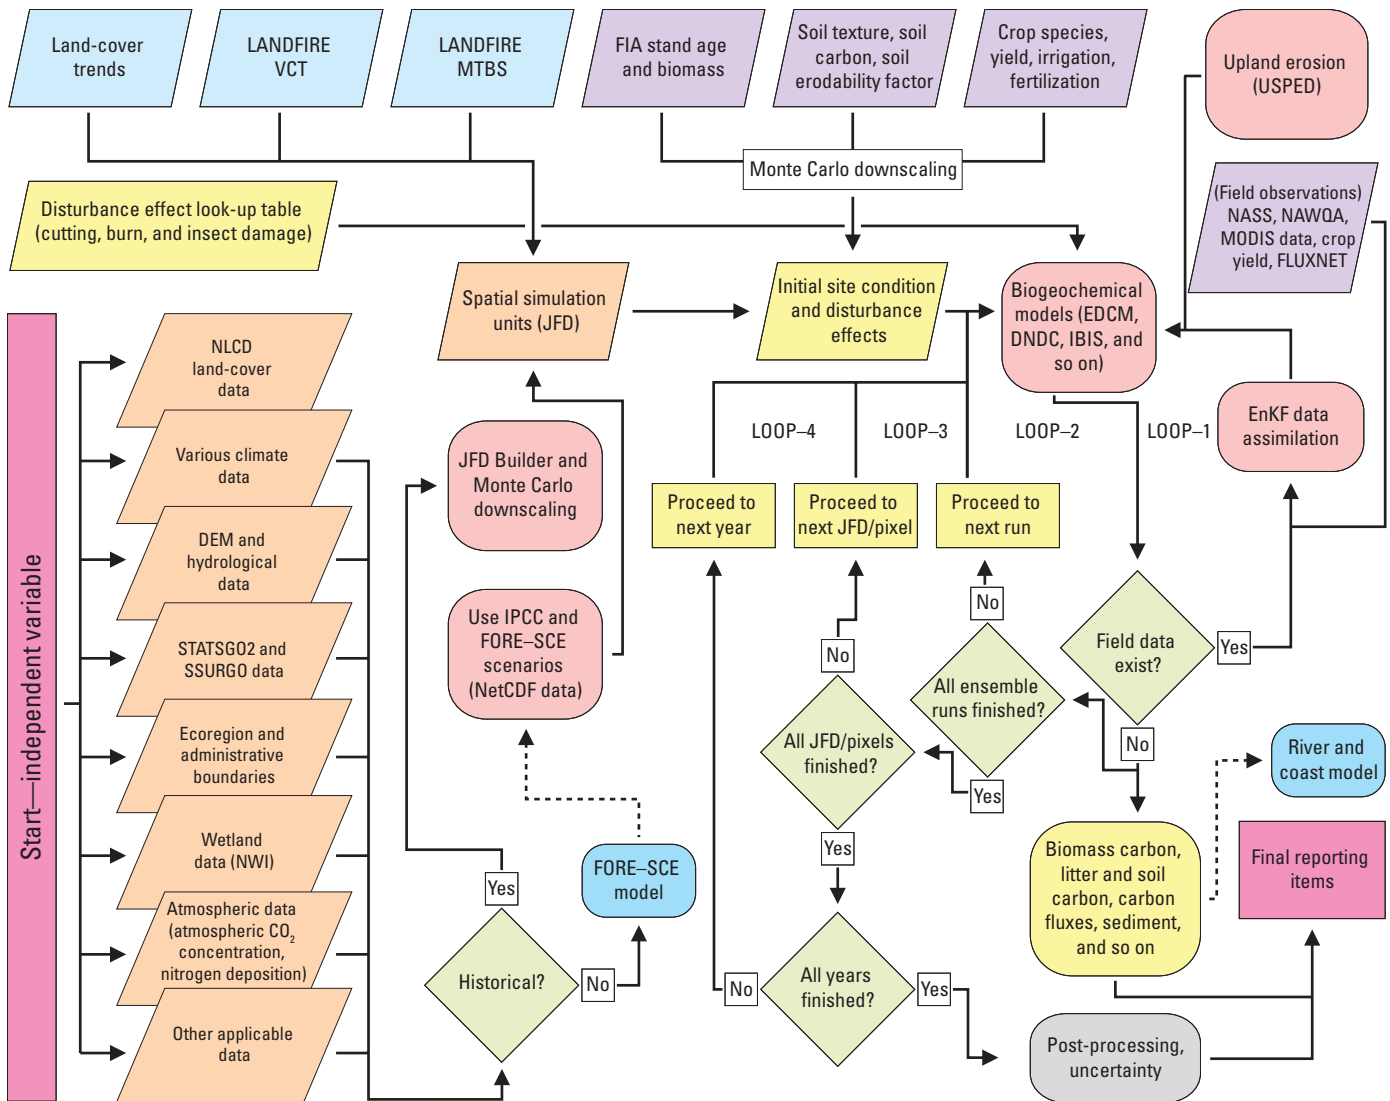 Land-cover
trends
LANDFIRE
VCT
LANDFIRE
MTBS
FIA stand age
and biomass
Soil texture, soil
carbon, soil
erodability factor
Crop species,
yield, irrigation,
fertilization
Upland erosion
(USPED)
Monte Carlo downscaling
Disturbance effect look-up table
(cutting, burn, and insect damage)
(Field observations)
NASS, NAWQA,
MODIS data, crop
yield, FLUXNET
Spatial simulation
units (JFD)
Initial site condition
and disturbance
effects
Biogeochemical
models (EDCM,
DNDC, IBIS, and
so on)
Start—independent variable
NLCD
land-cover
data
Various climate
data
DEM and
hydrological
data
STATSGO2 and
SSURGO data
Ecoregion and
administrative
boundaries
Wetland
data (NWI)
Atmospheric data
(atmospheric CO2
concentration,
nitrogen deposition)
Other applicable
data
JFD Builder and
Monte Carlo
downscaling
Use IPCC and
FORE–SCE
scenarios
(NetCDF data)
FORE–SCE
model
Historical?
Yes
No
LOOP–4
LOOP–3
LOOP–2
LOOP–1
EnKF data
assimilation
Proceed to
next year
Proceed to
next JFD/pixel
Proceed to
next run
No
No
Field data
exist?
Yes
No
All ensemble
runs finished?
Yes
All JFD/pixels
finished?
Yes
All years
finished?
No
Yes
River and
coast model
Biomass carbon,
litter and soil
carbon, carbon
fluxes, sediment,
and so on
Final reporting
items
Post-processing,
uncertainty